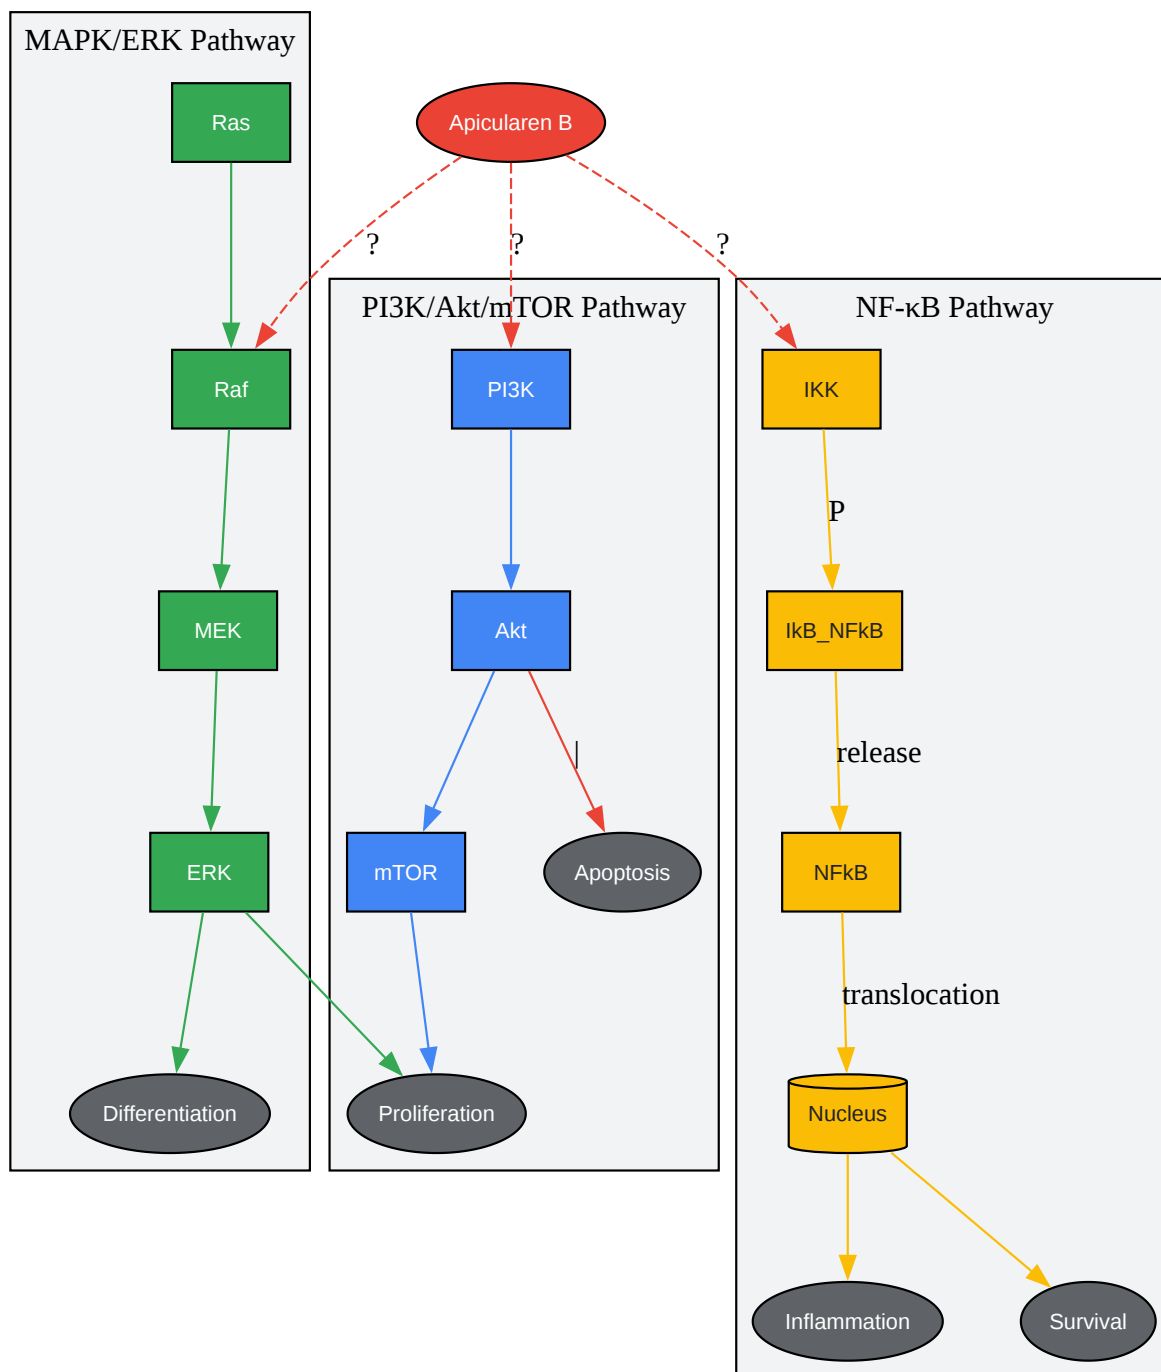 MAPK/ERK Pathway
Ras
Apicularen B
?
?
?
PI3K/Akt/mTOR Pathway
NF-κB Pathway
Raf
PI3K
IKK
P
MEK
Akt
IkB_NFkB
|
release
ERK
mTOR
Apoptosis
NFkB
translocation
Differentiation
Proliferation
Nucleus
Inflammation
Survival